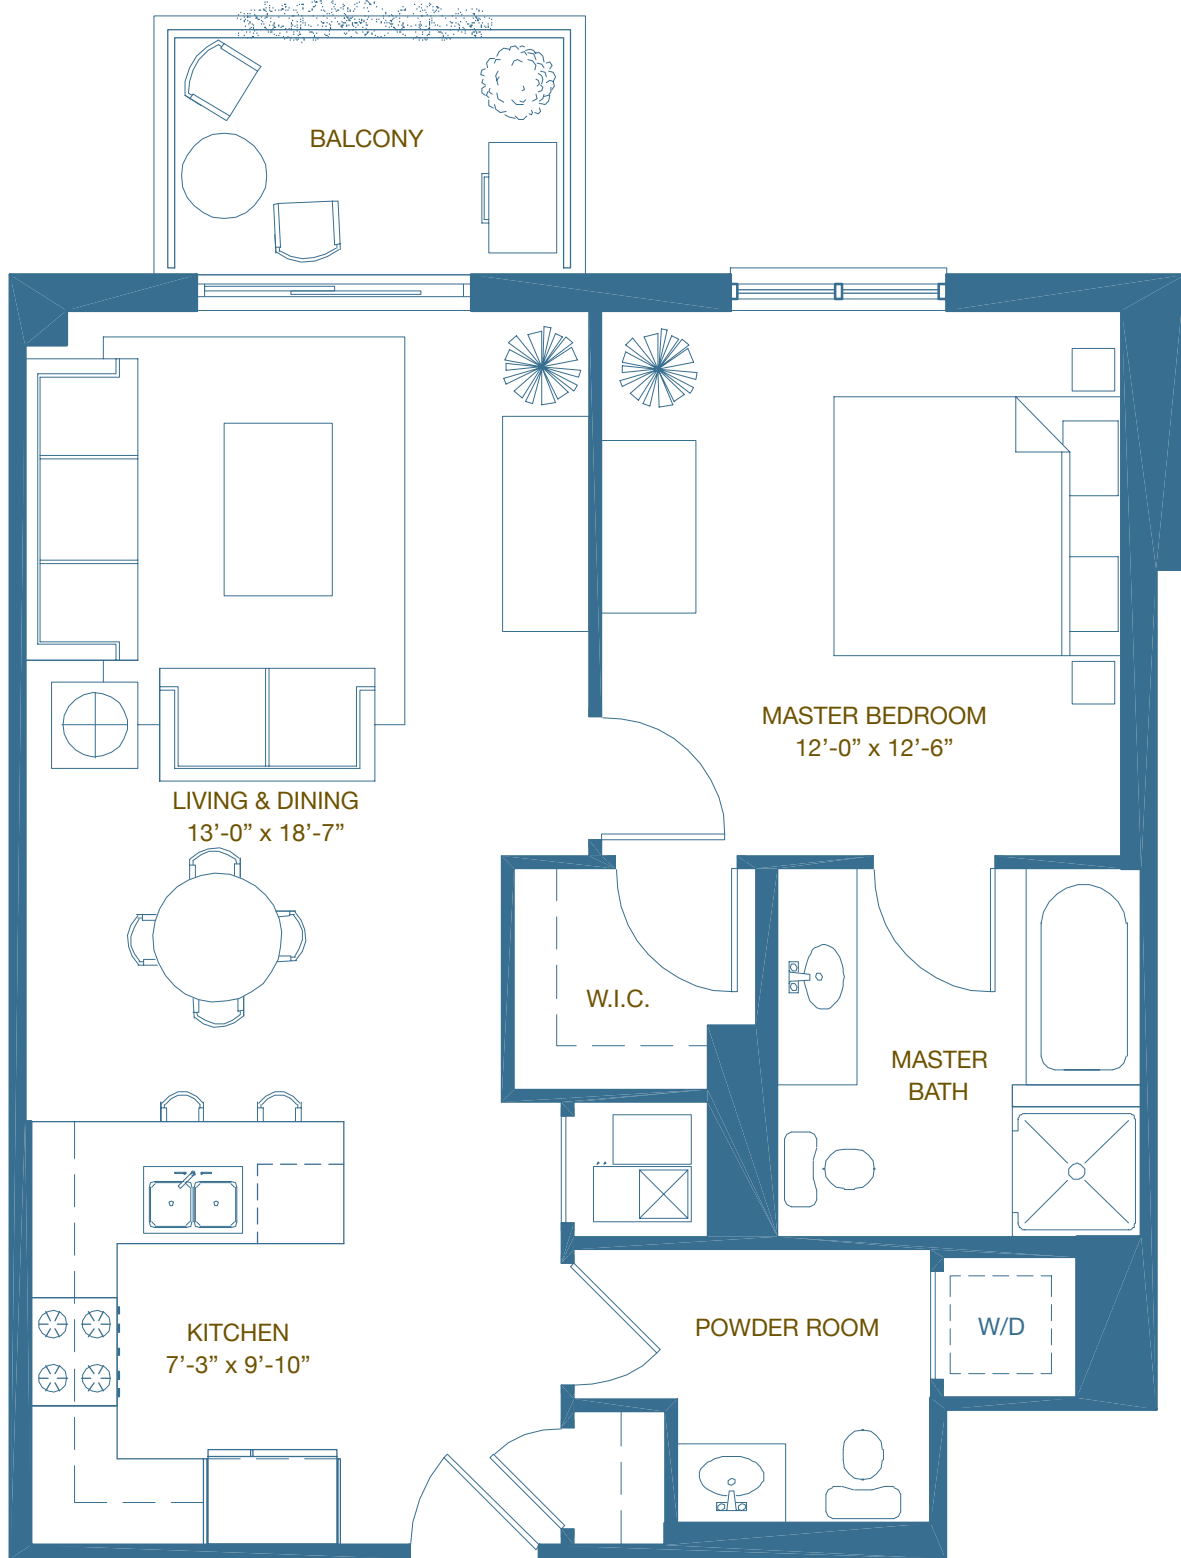 BALCONY
MASTER BEDROOM
12’-0” x 12’-6”
LIVING & DINING
13’-0” x 18’-7”
W.I.C.
MASTER
BATH
KITCHEN
7’-3” x 9’-10”
POWDER ROOM
W/D